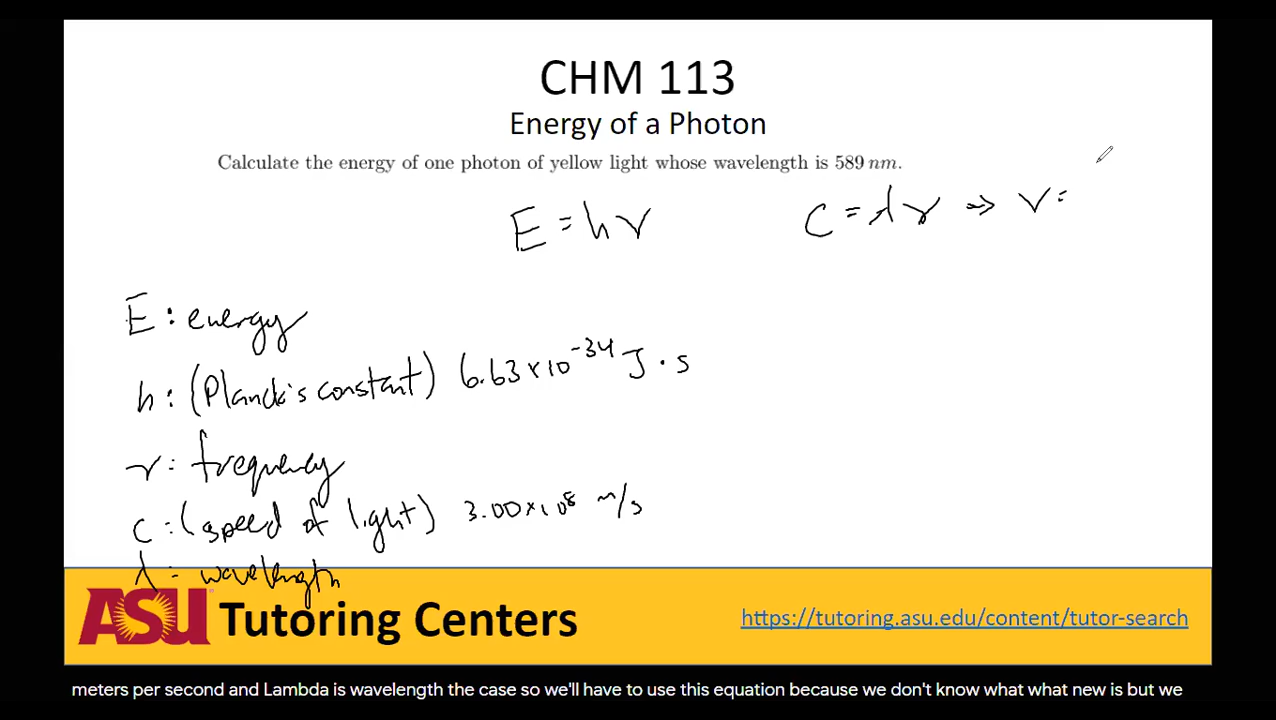 CHM 113
Energy of a Photon
Calculate the energy of one photon of yellow light whose wavelength is 589 nm.
E = hν
C = λν ⇒ ν =
E : energy
h : (Planck's constant) 6.63×10⁻³⁴ J · s
ν : frequency
C : (speed of light) 3.00×10⁸ m/s
λ : wavelength
ASU Tutoring Centers
https://tutoring.asu.edu/content/tutor-search
meters per second and Lambda is wavelength the case so we'll have to use this equation because we don't know what what new is but we